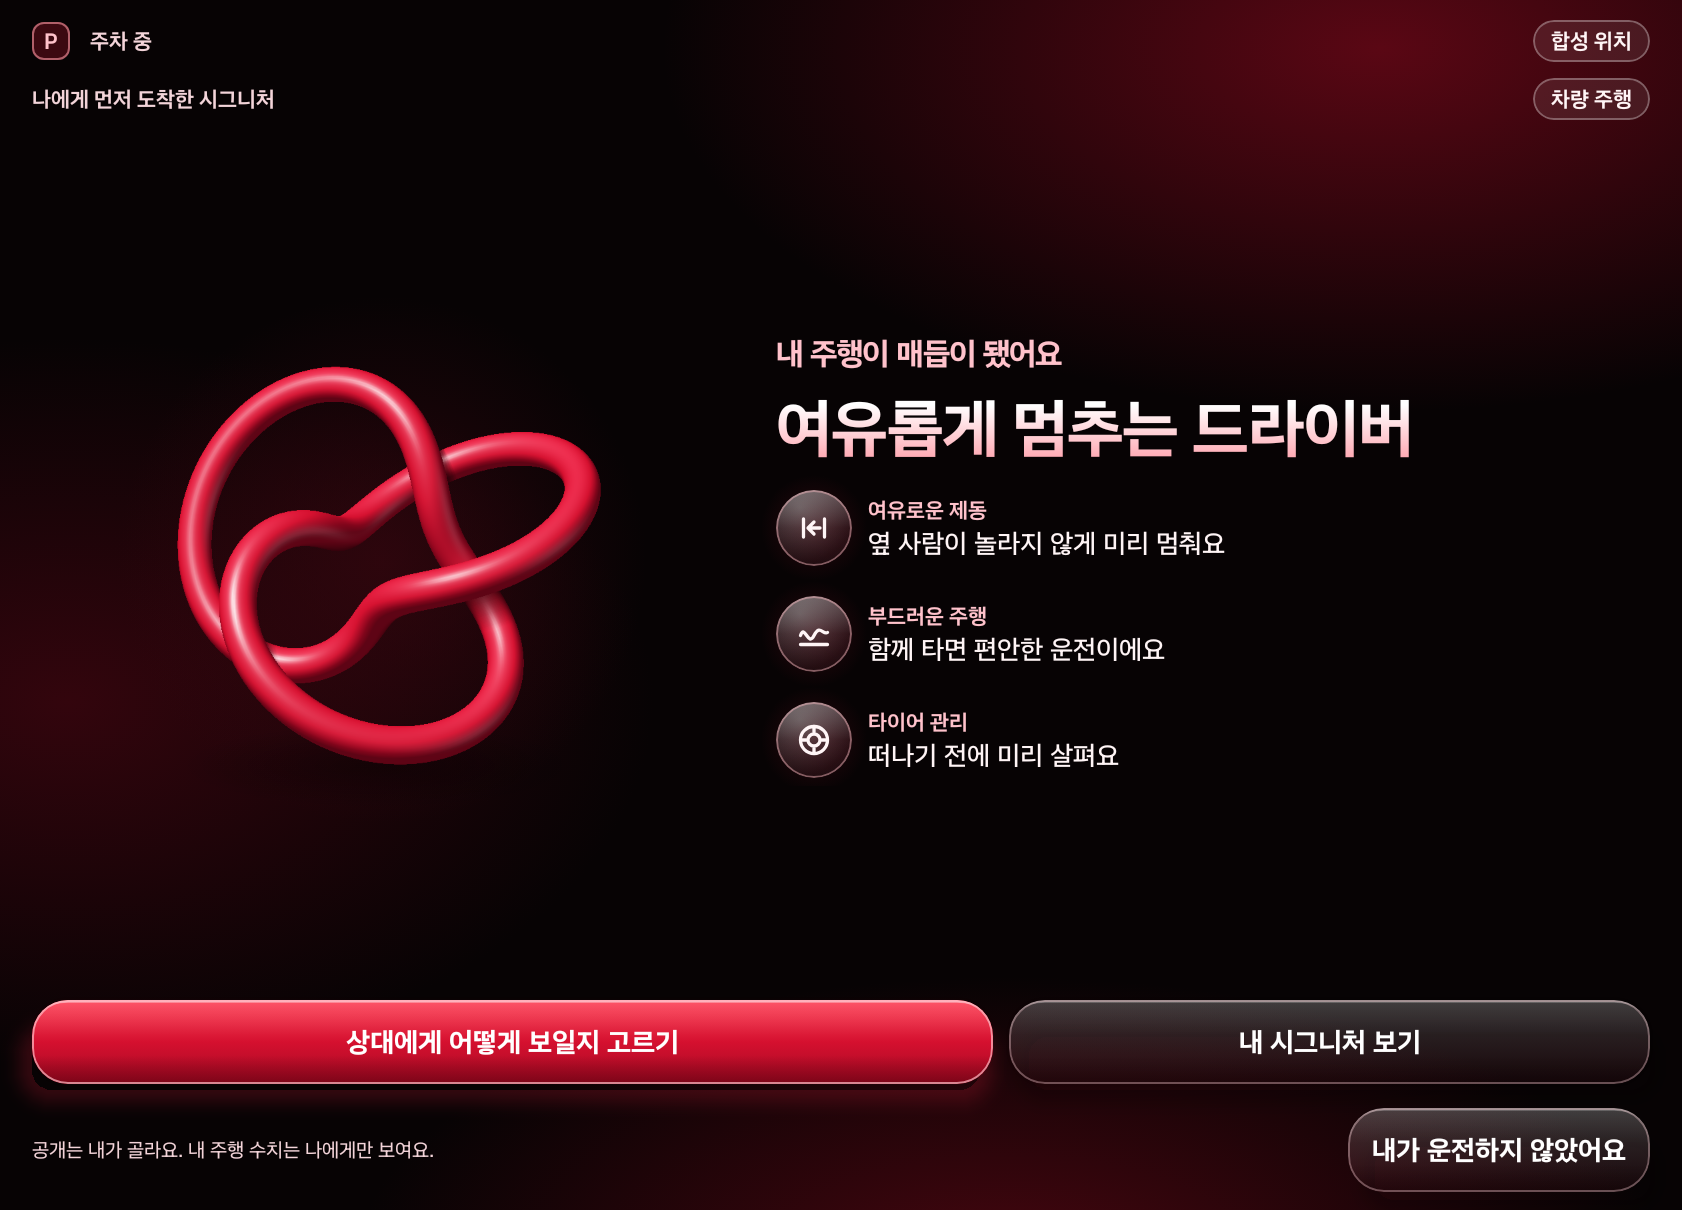 P 주차 중
합성 위치
나에게 먼저 도착한 시그니처
차량 주행
내 주행이 매듭이 됐어요
여유롭게 멈추는 드라이버
여유로운 제동
옆 사람이 놀라지 않게 미리 멈춰요
부드러운 주행
함께 타면 편안한 운전이에요
타이어 관리
떠나기 전에 미리 살펴요
상대에게 어떻게 보일지 고르기
내 시그니처 보기
공개는 내가 골라요. 내 주행 수치는 나에게만 보여요.
내가 운전하지 않았어요